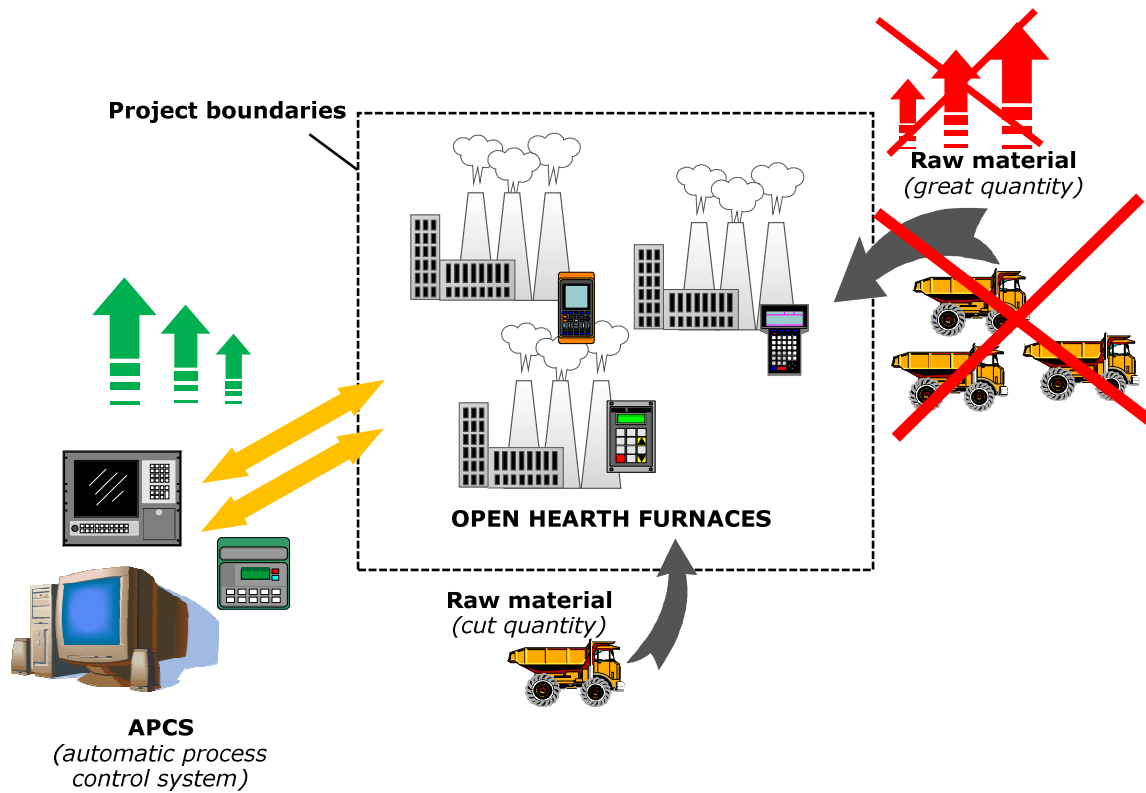 Project boundaries
Raw material
(great quantity)
OPEN HEARTH FURNACES
Raw material
(cut quantity)
APCS
(automatic process
control system)